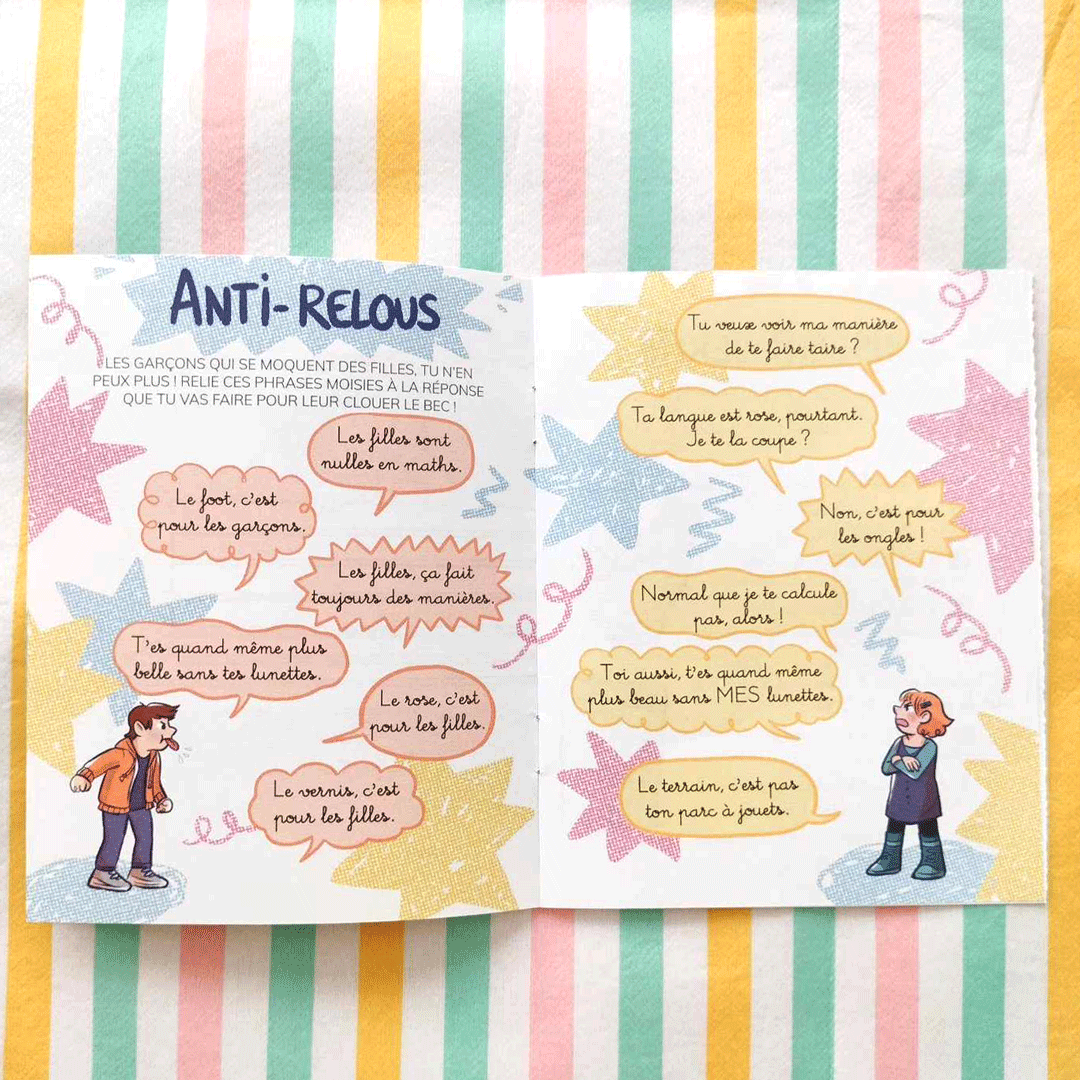 ANTI-RELOUS
LES GARÇONS QUI SE MOQUENT DES FILLES, TU N'EN
PEUX PLUS ! RELIE CES PHRASES MOISIES À LA RÉPONSE
QUE TU VAS FAIRE POUR LEUR CLOUER LE BEC !
Les filles sont
nulles en maths.
Le foot, c'est
pour les garçons.
Les filles, ça fait
toujours des manières.
T'es quand même plus
belle sans tes lunettes.
Le rose, c'est
pour les filles.
Le vernis, c'est
pour les filles.
Tu veux voir ma manière
de te faire taire ?
Ta langue est rose, pourtant.
Je te la coupe ?
Non, c'est pour
les ongles !
Normal que je te calcule
pas, alors !
Toi aussi, t'es quand même
plus beau sans MES lunettes.
Le terrain, c'est pas
ton parc à jouets.